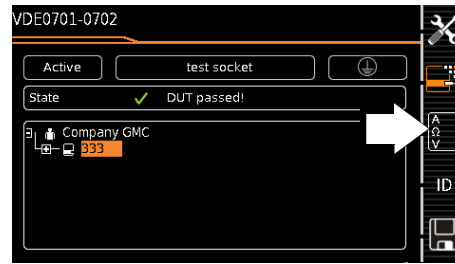 VDE0701-0702
Active test socket
State ✓ DUT passed!
Company GMC
333
A
Ω
V
ID